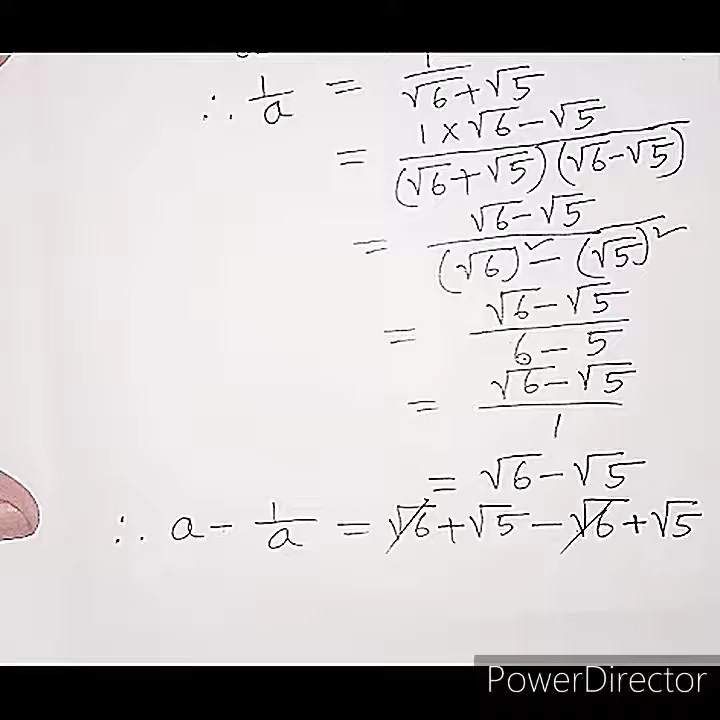 ∴ 1/a = 1/(√6+√5)
= 1×√6−√5/(√6+√5)(√6−√5)
= √6−√5/(√6)²−(√5)²
= √6−√5/6−5
= √6−√5/1
= √6−√5
∴ a − 1/a = √6+√5−√6+√5
PowerDirector